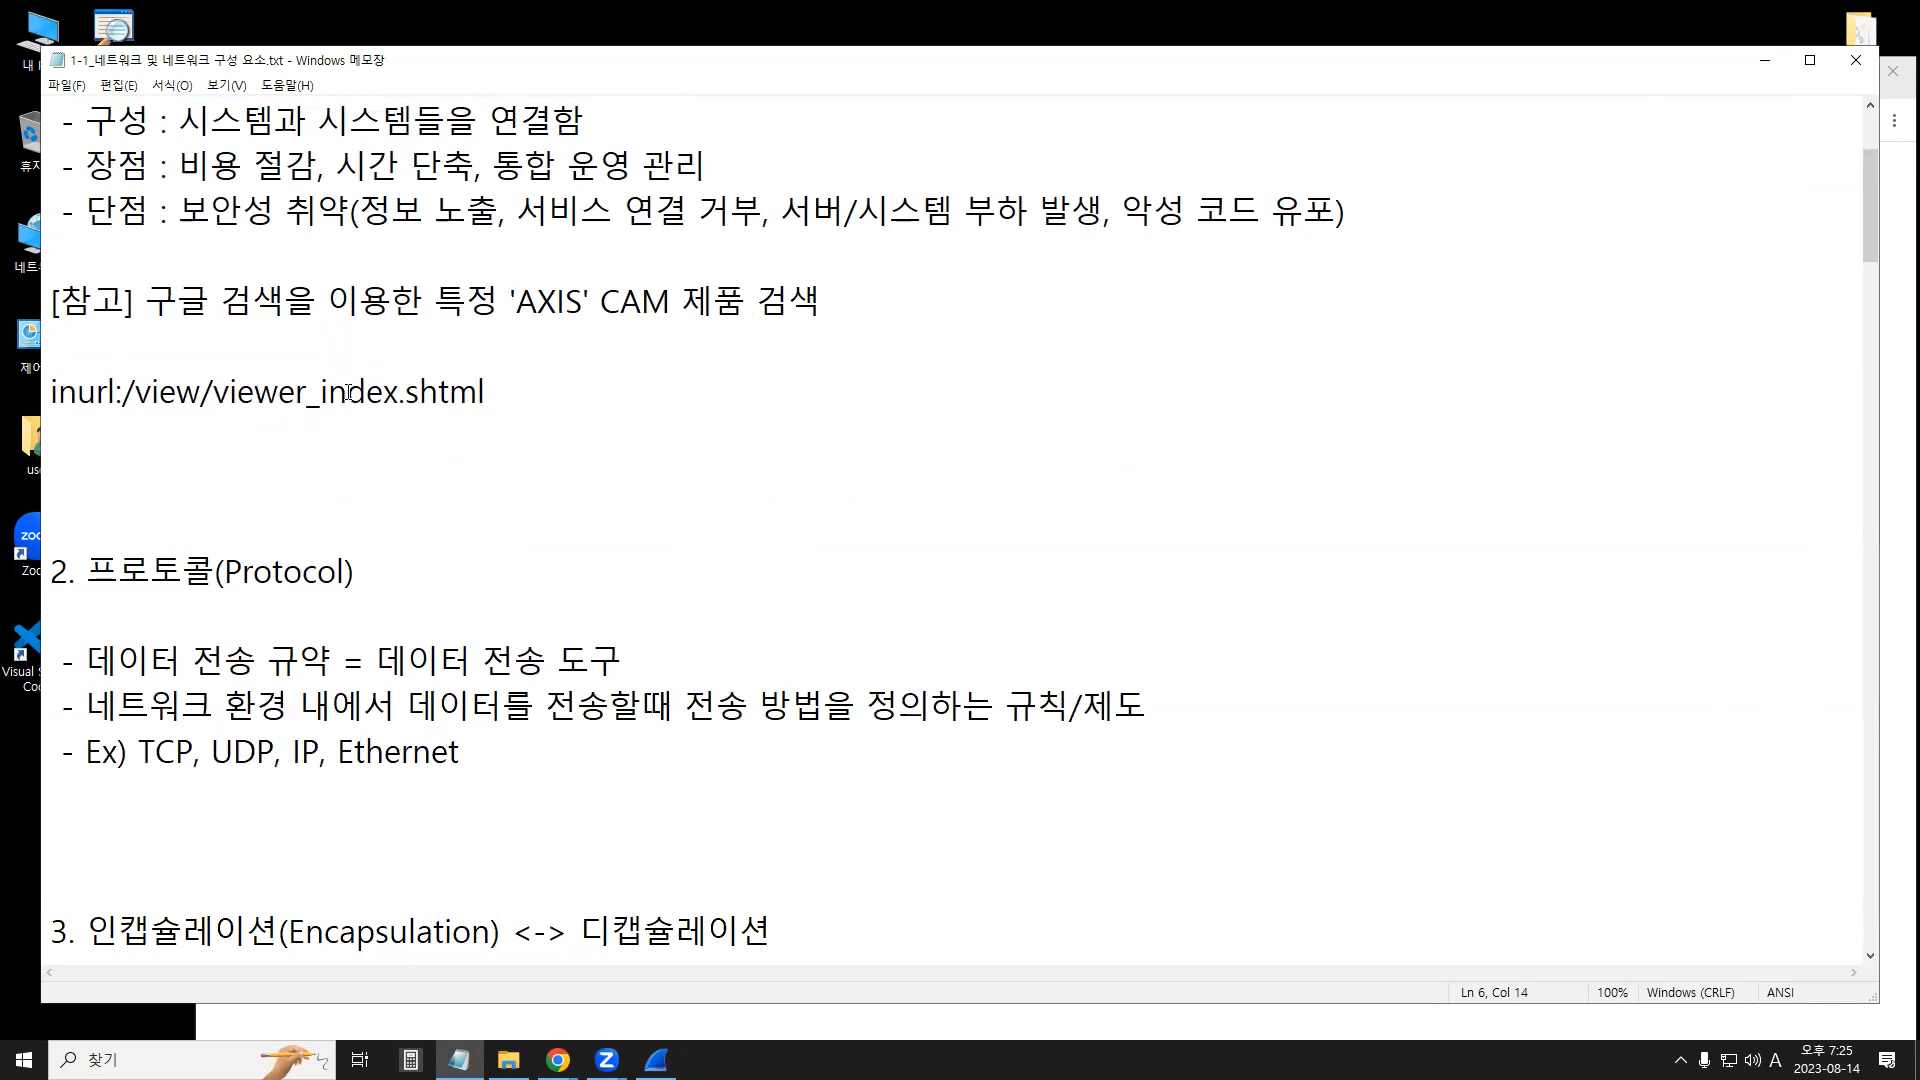 내
1-1_네트워크 및 네트워크 구성 요소.txt - Windows 메모장
파일(F) 편집(E) 서식(O) 보기(V) 도움말(H)
- 구성 : 시스템과 시스템들을 연결함
- 장점 : 비용 절감, 시간 단축, 통합 운영 관리
- 단점 : 보안성 취약(정보 노출, 서비스 연결 거부, 서버/시스템 부하 발생, 악성 코드 유포)
[참고] 구글 검색을 이용한 특정 'AXIS' CAM 제품 검색
inurl:/view/viewer_index.shtml
2. 프로토콜(Protocol)
- 데이터 전송 규약 = 데이터 전송 도구
- 네트워크 환경 내에서 데이터를 전송할때 전송 방법을 정의하는 규칙/제도
- Ex) TCP, UDP, IP, Ethernet
3. 인캡슐레이션(Encapsulation) <-> 디캡슐레이션
Ln 6, Col 14 100% Windows (CRLF) ANSI
찾기
A
오후 7:25
2023-08-14